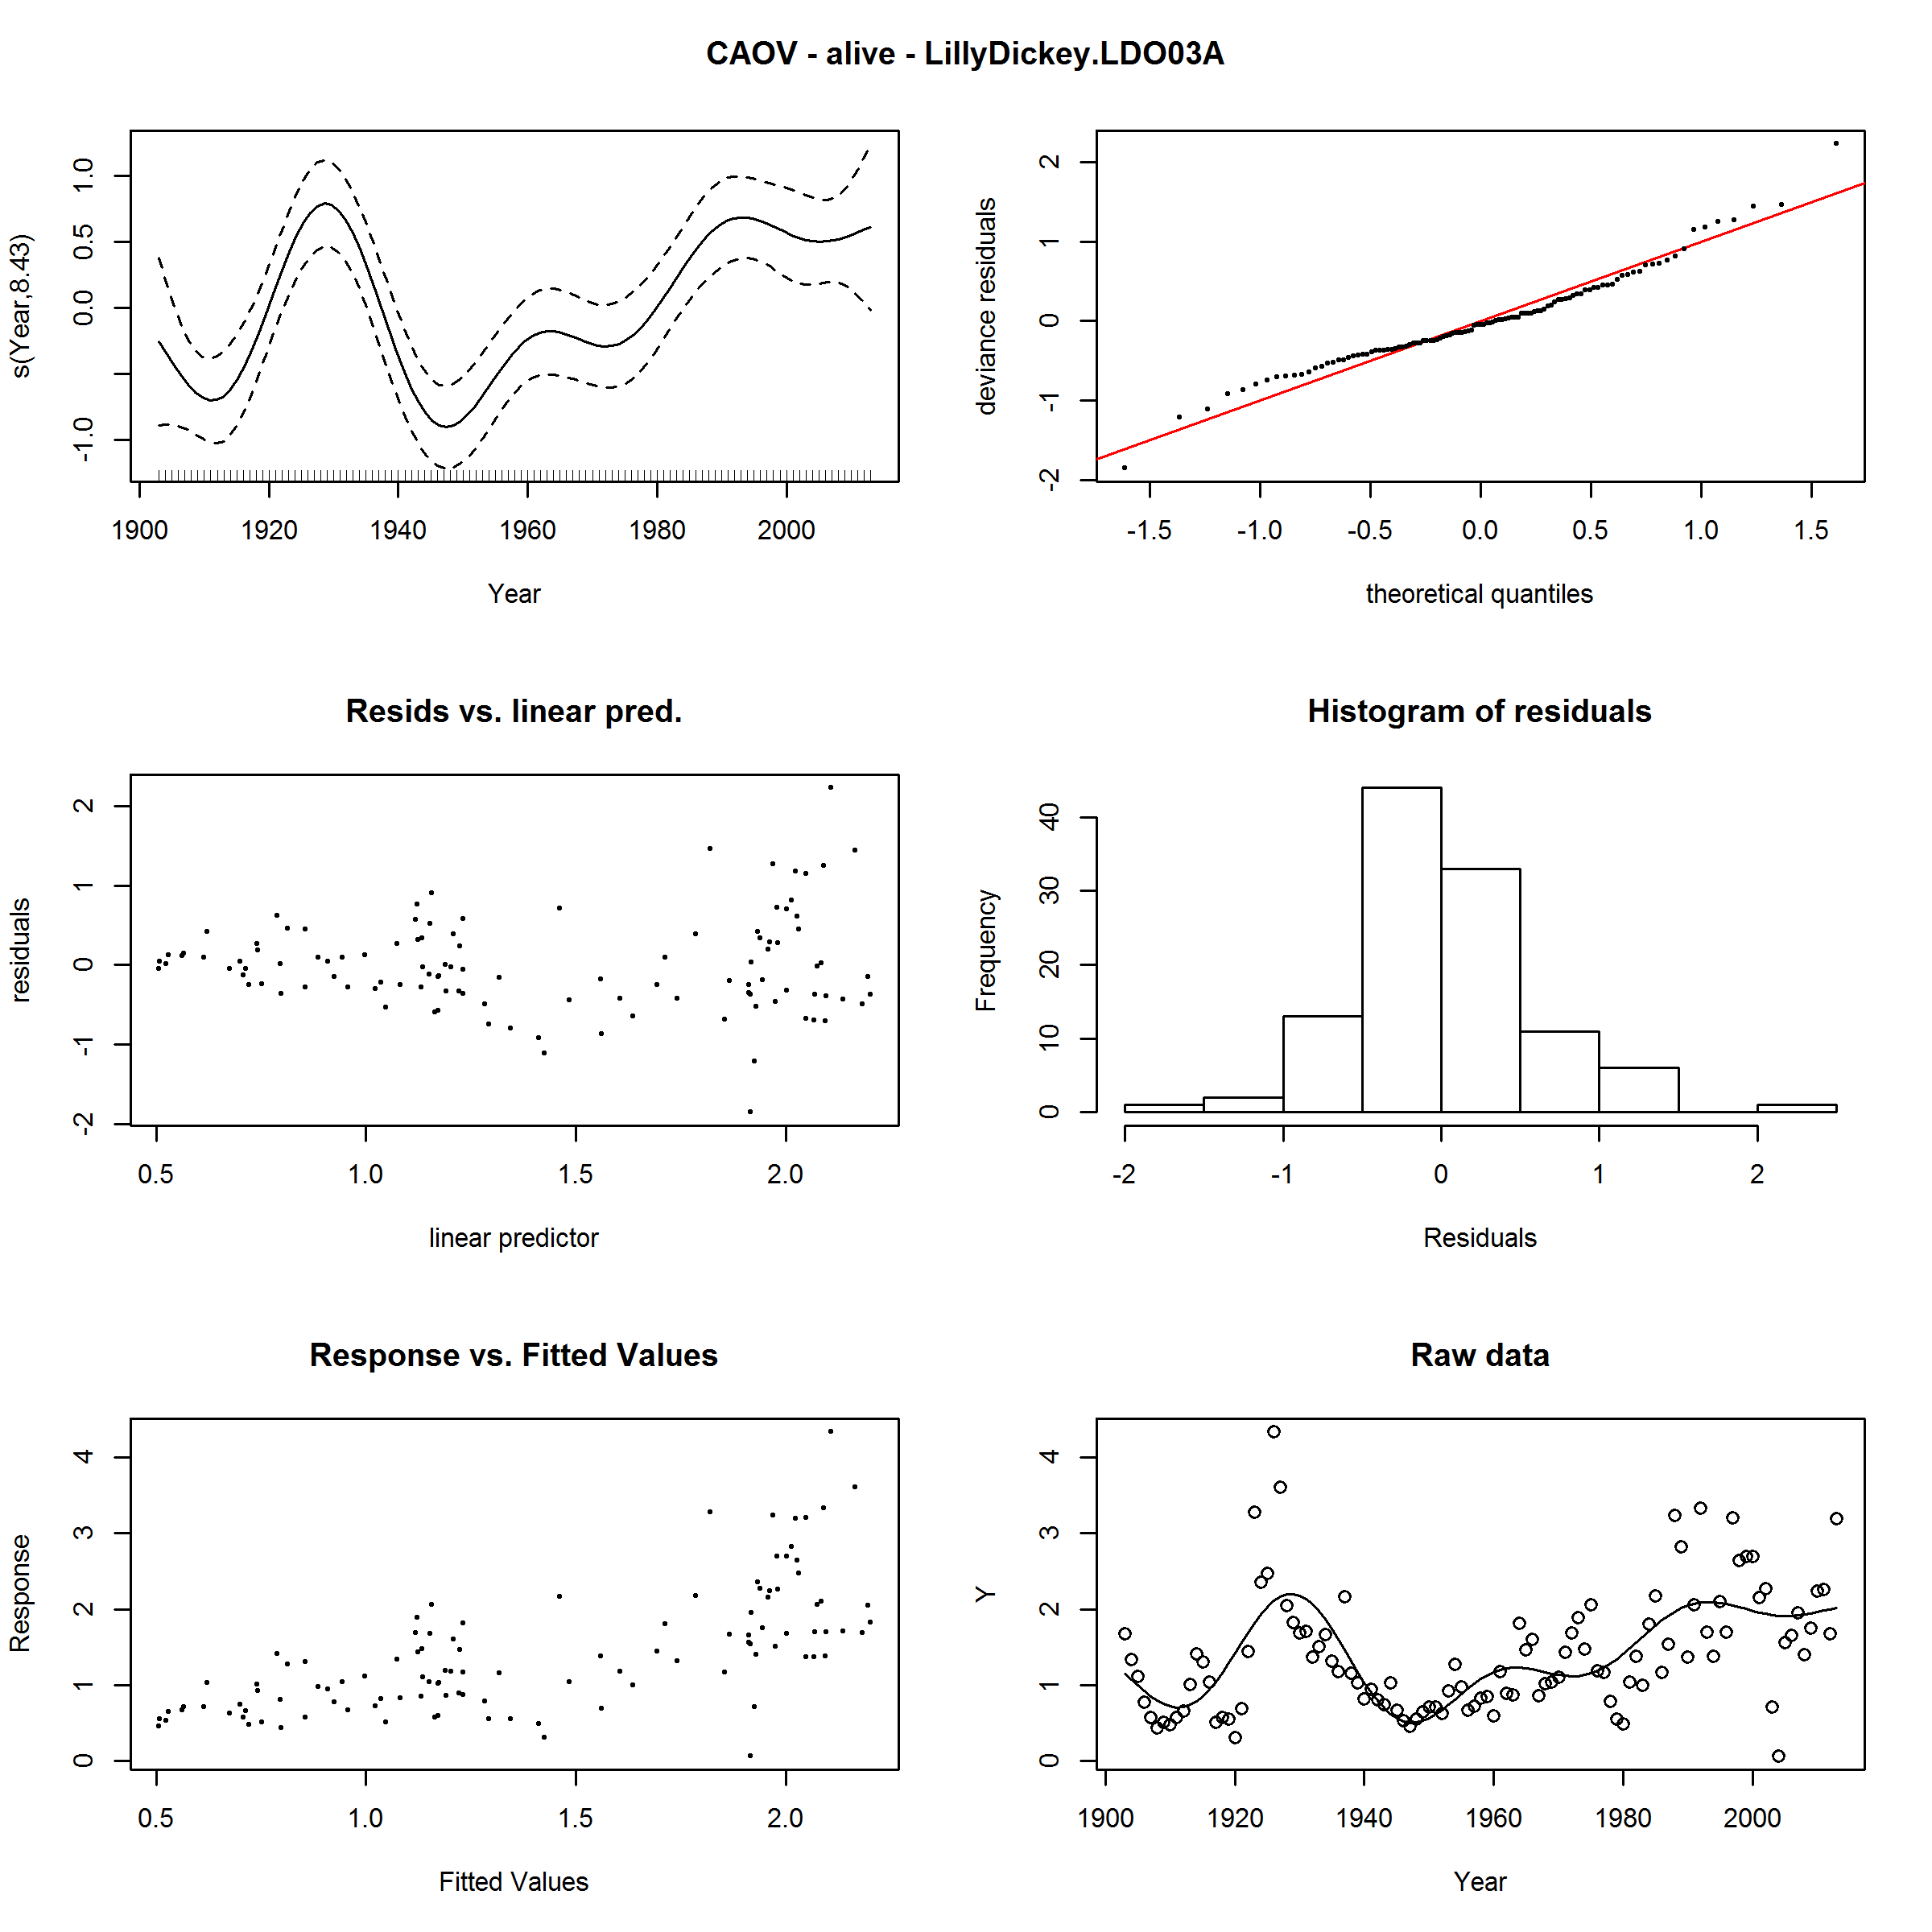 CAOV - alive - LillyDickey.LDO03A
s(Year,8.43)
-1.0 0.0 0.5 1.0
1900 1920 1940 1960 1980 2000
Year
deviance residuals
-2 -1 0 1 2
-1.5 -1.0 -0.5 0.0 0.5 1.0 1.5
theoretical quantiles
Resids vs. linear pred.
residuals
-2 -1 0 1 2
0.5 1.0 1.5 2.0
linear predictor
Histogram of residuals
Frequency
0 10 20 30 40
-2 -1 0 1 2
Residuals
Response vs. Fitted Values
Response
0 1 2 3 4
0.5 1.0 1.5 2.0
Fitted Values
Raw data
Y
0 1 2 3 4
1900 1920 1940 1960 1980 2000
Year